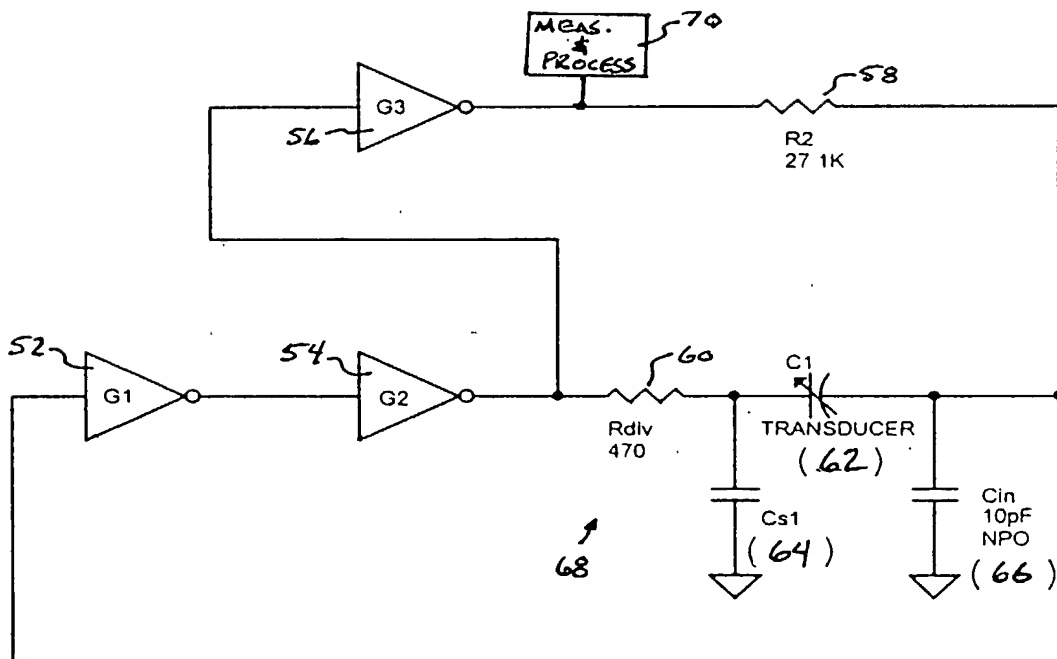 MEAS.
&
PROCESS
70
G3
56
58
R2
27 1K
52
G1
54
G2
60
Rdiv
470
C1
TRANSDUCER
(62)
Cs1
(64)
Cin
10pF
NPO
(66)
68